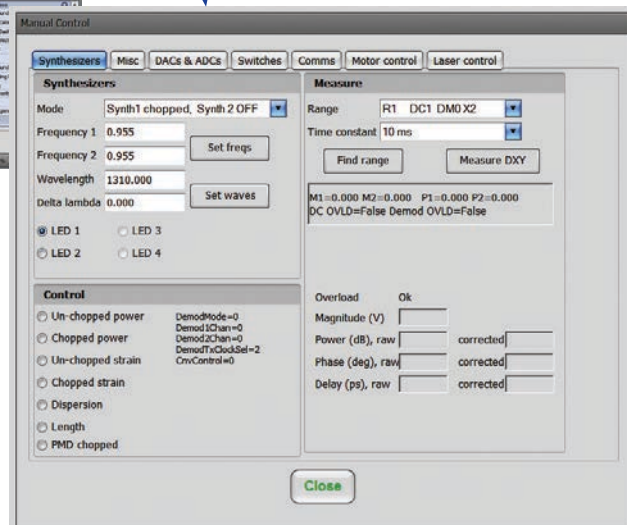 Manual Control
Synthesizers Misc DACs & ADCs Switches Comms Motor control Laser control
Synthesizers
Mode Synth1 chopped, Synth 2 OFF
Frequency 1 0.955
Frequency 2 0.955
Set freqs
Wavelength 1310.000
Delta lambda 0.000
Set waves
LED 1 LED 3
LED 2 LED 4
Control
Un-chopped power
Chopped power
Un-chopped strain
Chopped strain
Dispersion
Length
PMD chopped
DemodMode=0
Demod1Chan=0
Demod2Chan=0
DemodTxClockSel=2
CnvControl=0
Measure
Range R1 DC1 DM0 X2
Time constant 10 ms
Find range Measure DXY
M1=0.000 M2=0.000 P1=0.000 P2=0.000
DC OVLD=False Demod OVLD=False
Overload Ok
Magnitude (V)
Power (dB), raw corrected
Phase (deg), raw corrected
Delay (ps), raw corrected
Close